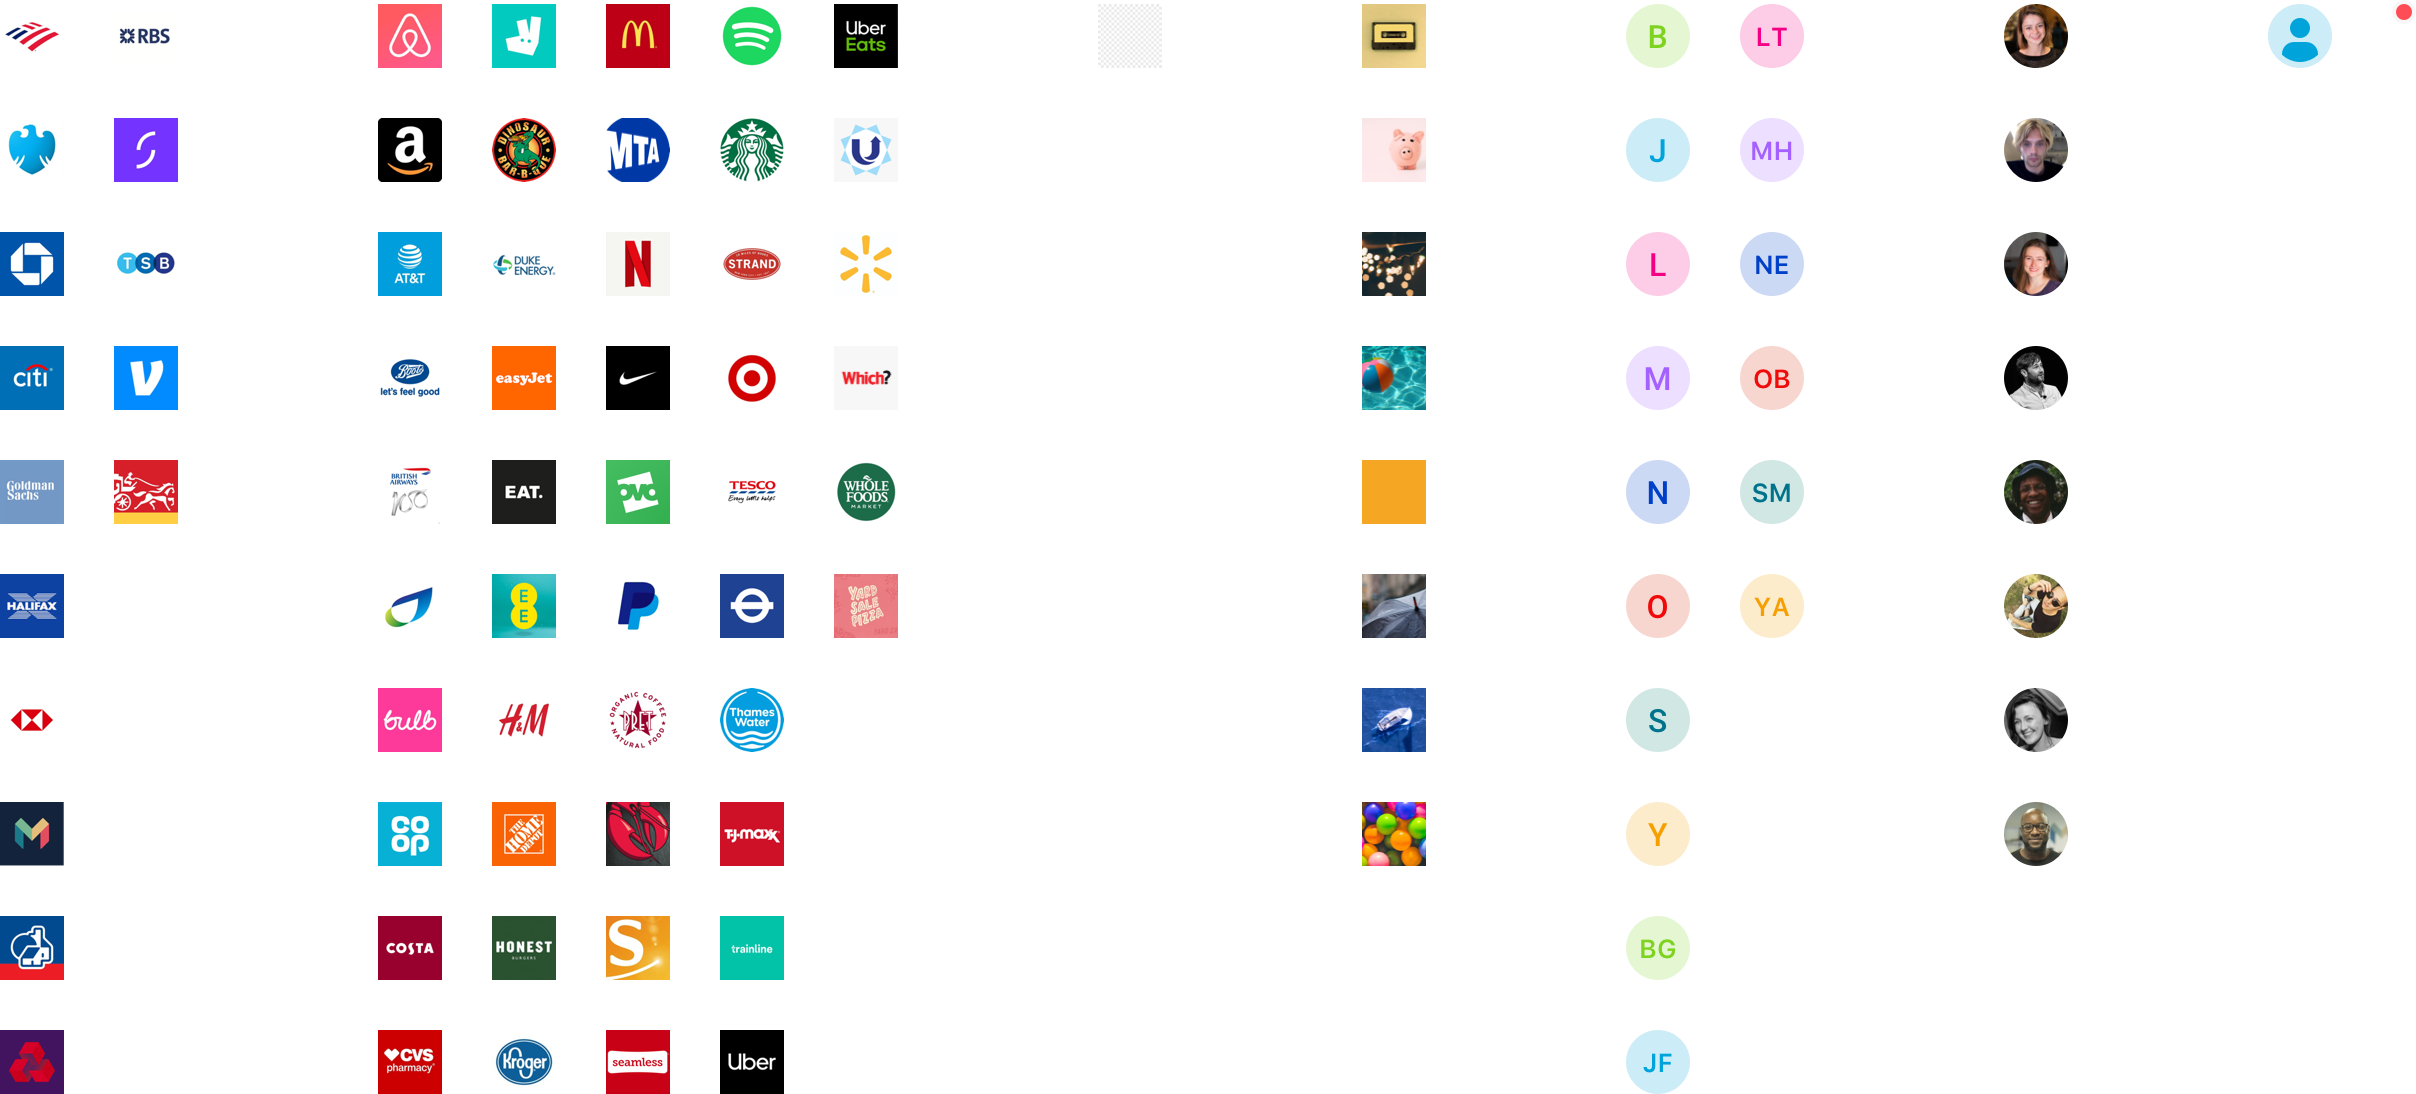 RBS
Uber
Eats
B
LT
a
DINOSAUR
BAR-B-QUE
MTA
J
MH
TSB
AT&T
DUKE
ENERGY
N
STRAND
L
NE
citi
Boots
let's feel good
easyJet
Which?
M
OB
Goldman
Sachs
BRITISH
AIRWAYS
100
EAT.
ovo
TESCO
Every little helps
WHOLE
FOODS
MARKET
N
SM
HALIFAX
E
E
YARD
SALE
PIZZA
O
YA
bulb
H&M
ORGANIC COFFEE
PRET
NATURAL FOOD
Thames
Water
S
CO
OP
THE
HOME
DEPOT
T·J·maxx
Y
COSTA
HONEST
BURGERS
S
trainline
BG
CVS
pharmacy
Kroger
seamless
Uber
JF